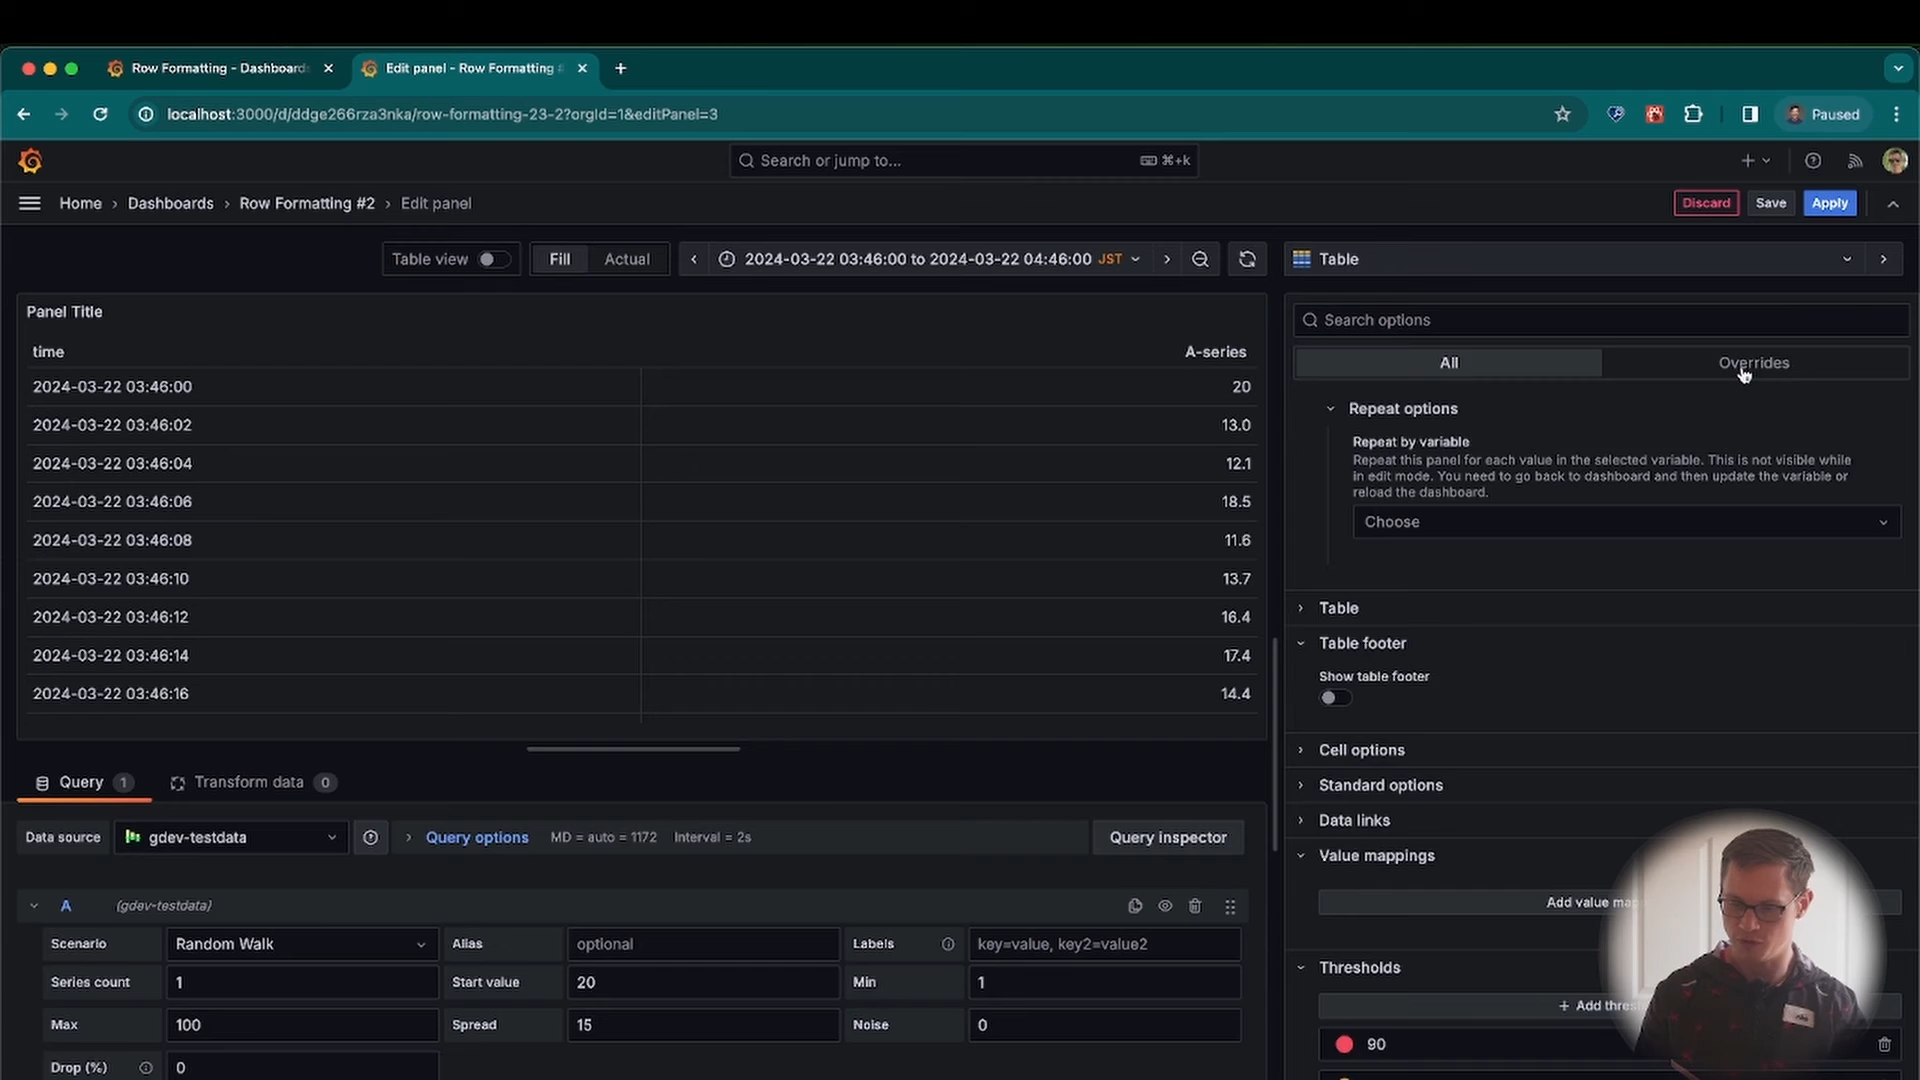 Row Formatting - Dashboards
Edit panel - Row Formatting #
localhost:3000/d/ddge266rza3nka/row-formatting-23-2?orgId=1&editPanel=3
Paused
Search or jump to...
⌘+k
Home › Dashboards › Row Formatting #2 › Edit panel
Discard
Save
Apply
Table view
Fill
Actual
2024-03-22 03:46:00 to 2024-03-22 04:46:00 JST
Table
Panel Title
time
A-series
2024-03-22 03:46:00 20
2024-03-22 03:46:02 13.0
2024-03-22 03:46:04 12.1
2024-03-22 03:46:06 18.5
2024-03-22 03:46:08 11.6
2024-03-22 03:46:10 13.7
2024-03-22 03:46:12 16.4
2024-03-22 03:46:14 17.4
2024-03-22 03:46:16 14.4
Search options
All
Overrides
Repeat options
Repeat by variable
Repeat this panel for each value in the selected variable. This is not visible while
in edit mode. You need to go back to dashboard and then update the variable or
reload the dashboard.
Choose
Table
Table footer
Show table footer
Cell options
Standard options
Data links
Value mappings
Add value map
Thresholds
+ Add thres
90
Query 1
Transform data 0
Data source
gdev-testdata
Query options
MD = auto = 1172
Interval = 2s
Query inspector
A
(gdev-testdata)
Scenario
Random Walk
Alias
optional
Labels
key=value, key2=value2
Series count
1
Start value
20
Min
1
Max
100
Spread
15
Noise
0
Drop (%)
0